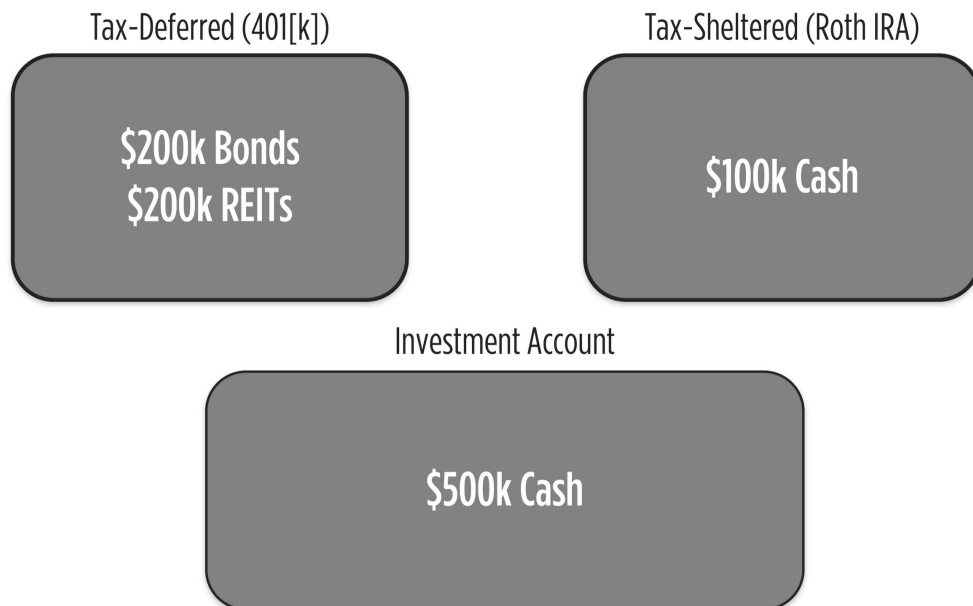 Tax-Deferred (401[k])
Tax-Sheltered (Roth IRA)
$200k Bonds
$200k REITs
$100k Cash
Investment Account
$500k Cash